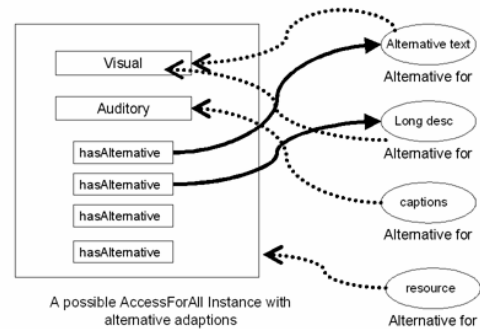 Visual
Auditory
hasAlternative
hasAlternative
hasAlternative
hasAlternative
Alternative text
Alternative for
Long desc
Alternative for
captions
Alternative for
resource
Alternative for
A possible AccessForAll Instance with
alternative adaptions